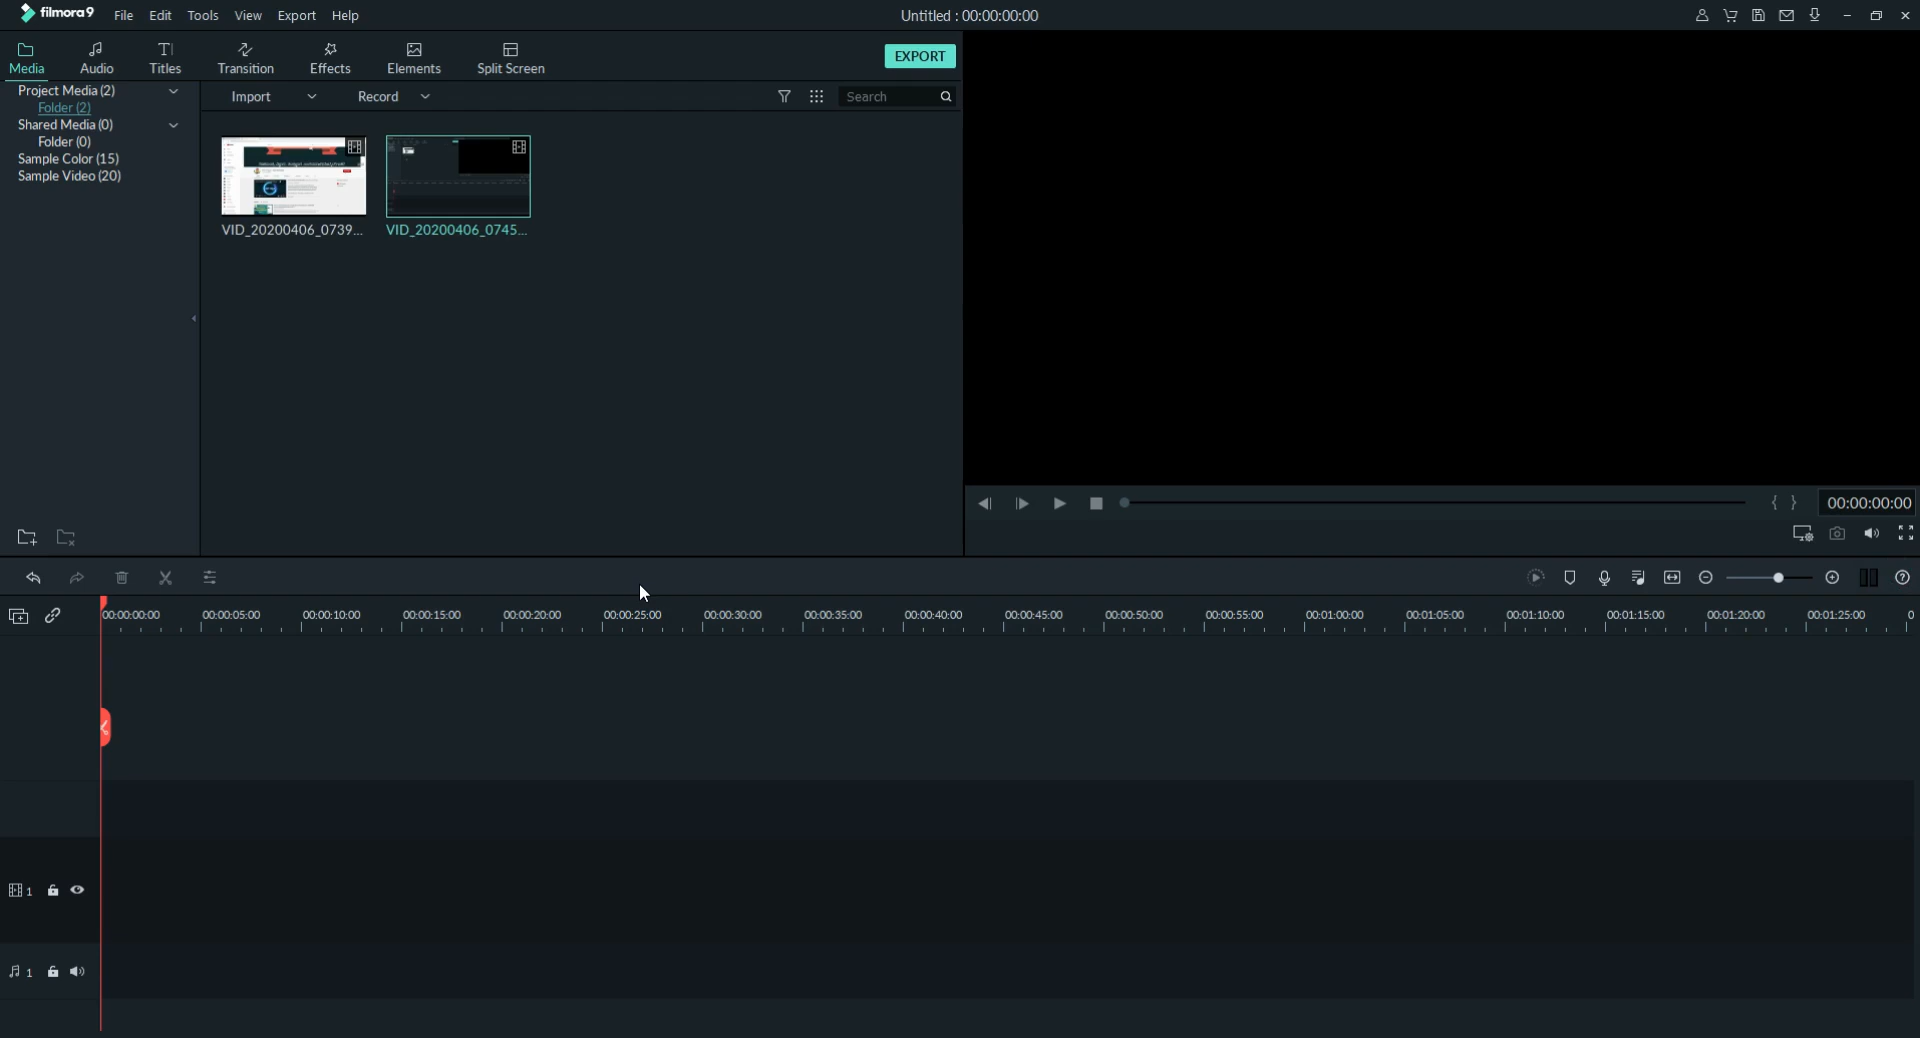 filmora9 File Edit Tools View Export Help Untitled : 00:00:00:00
Media Audio Titles Transition Effects Elements Split Screen EXPORT
Project Media (2)
Folder (2)
Shared Media (0)
Folder (0)
Sample Color (15)
Sample Video (20)
Import Record Search
VID_20200406_0739... VID_20200406_0745...
{ } 00:00:00:00
00:00:00:00 00:00:05:00 00:00:10:00 00:00:15:00 00:00:20:00 00:00:25:00 00:00:30:00 00:00:35:00 00:00:40:00 00:00:45:00 00:00:50:00 00:00:55:00 00:01:00:00 00:01:05:00 00:01:10:00 00:01:15:00 00:01:20:00 00:01:25:00 0
1
1